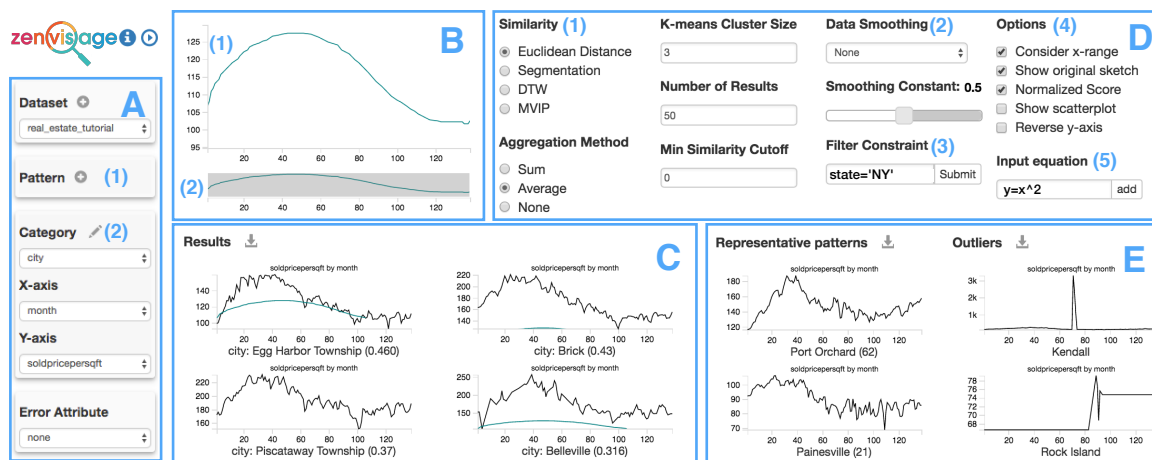 zenvisage i
A
Dataset
real_estate_tutorial
Pattern (1)
Category (2)
city
X-axis
month
Y-axis
soldpricepersqft
Error Attribute
none
B
(1)
125
120
115
110
105
100
95
0 20 40 60 80 100 120
(2)
0 20 40 60 80 100 120
D
Similarity (1)
Euclidean Distance
Segmentation
DTW
MVIP
Aggregation Method
Sum
Average
None
K-means Cluster Size
3
Number of Results
50
Min Similarity Cutoff
0
Data Smoothing (2)
None
Smoothing Constant: 0.5
Filter Constraint (3)
state='NY' Submit
Options (4)
Consider x-range
Show original sketch
Normalized Score
Show scatterplot
Reverse y-axis
Input equation (5)
y=x^2 add
C
Results
soldpricepersqft by month
140
120
100
20 40 60 80 100 120
city: Egg Harbor Township (0.460)
soldpricepersqft by month
220
200
180
160
140
20 40 60 80 100 120
city: Brick (0.43)
soldpricepersqft by month
220
200
180
160
20 40 60 80 100 120
city: Piscataway Township (0.37)
soldpricepersqft by month
250
200
150
20 40 60 80 100 120
city: Belleville (0.316)
E
Representative patterns
Outliers
soldpricepersqft by month
180
160
140
120
20 40 60 80 100 120
Port Orchard (62)
soldpricepersqft by month
3k
2k
1k
20 40 60 80 100 120
Kendall
soldpricepersqft by month
100
90
80
70
20 40 60 80 100 120
Painesville (21)
soldpricepersqft by month
78
76
74
72
70
68
20 40 60 80 100 120
Rock Island